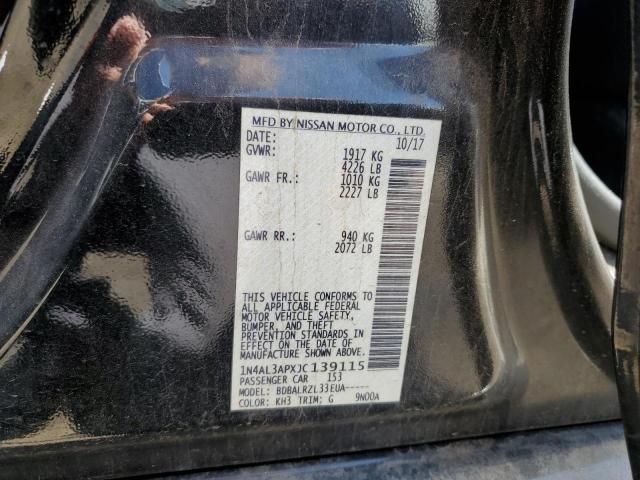 MFD BY NISSAN MOTOR CO., LTD.
DATE: 10/17
GVWR: 1917 KG
4226 LB
GAWR FR.: 1010 KG
2227 LB
GAWR RR.: 940 KG
2072 LB
THIS VEHICLE CONFORMS TO
ALL APPLICABLE FEDERAL
MOTOR VEHICLE SAFETY,
BUMPER, AND THEFT
PREVENTION STANDARDS IN
EFFECT ON THE DATE OF
MANUFACTURE SHOWN ABOVE.
1N4AL3APXJC139115
PASSENGER CAR 153
MODEL: BDBALRZL33EUA-----
COLOR: KH3 TRIM: G 9N00A